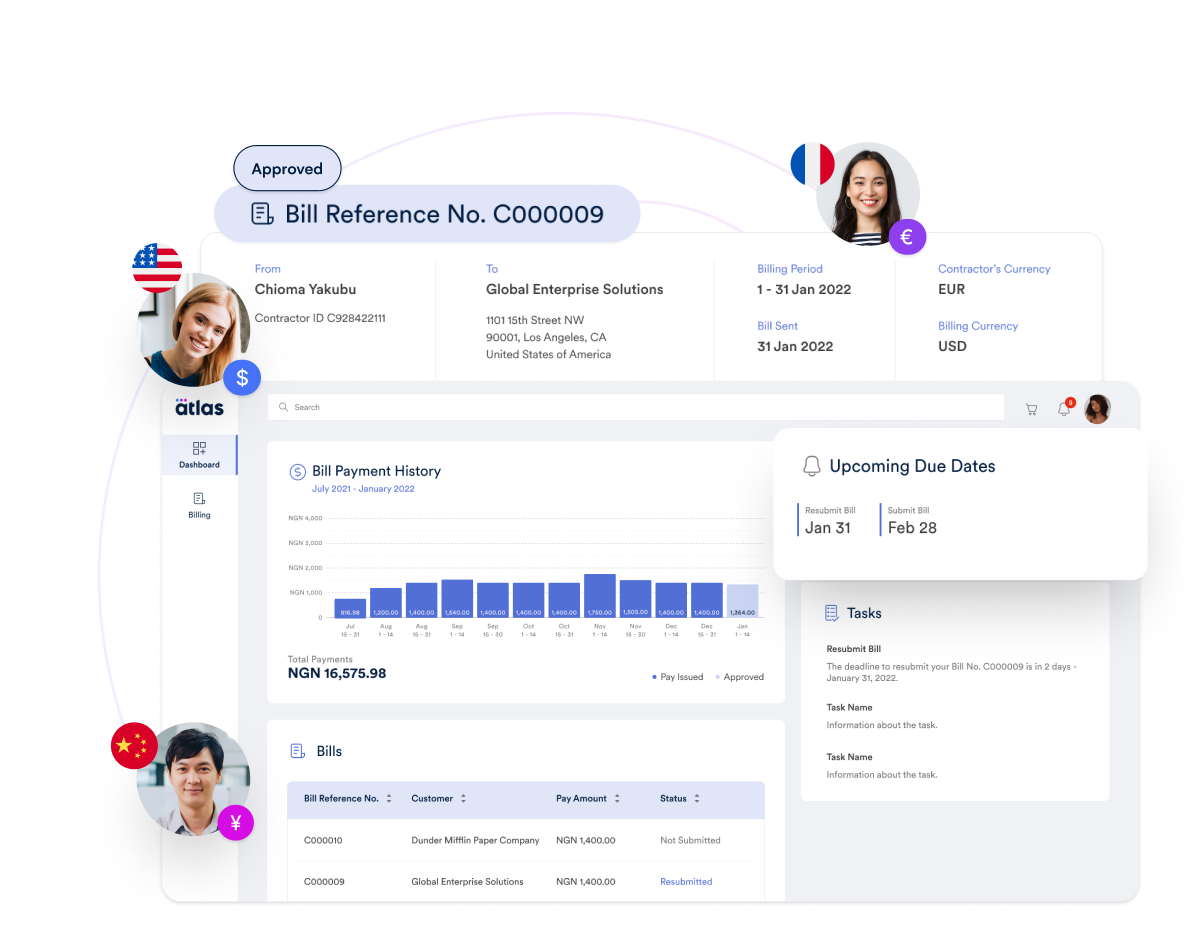 Approved
Bill Reference No. C000009
From
Chioma Yakubu
Contractor ID C928422111
To
Global Enterprise Solutions
1101 15th Street NW
90001, Los Angeles, CA
United States of America
Billing Period
1 - 31 Jan 2022
Bill Sent
31 Jan 2022
Contractor's Currency
EUR
Billing Currency
USD
€
$
¥
atlas
Search
9
Dashboard
Billing
Bill Payment History
July 2021 - January 2022
NGN 4,000
NGN 3,000
NGN 2,000
NGN 1,000
0
816.98 1,200.00 1,400.00 1,540.00 1,400.00 1,400.00 1,400.00 1,750.00 1,505.00 1,400.00 1,400.00 1,364.00
Jul Aug Aug Sep Sep Oct Oct Nov Nov Dec Dec Jan
15 - 31 1 - 14 15 - 31 1 - 14 15 - 30 1 - 14 15 - 31 1 - 14 15 - 30 1 - 14 15 - 31 1 - 14
Total Payments
NGN 16,575.98
Pay Issued Approved
Upcoming Due Dates
Resubmit Bill
Jan 31
Submit Bill
Feb 28
Tasks
Resubmit Bill
The deadline to resubmit your Bill No. C000009 is in 2 days -
January 31, 2022.
Task Name
Information about the task.
Task Name
Information about the task.
Bills
Bill Reference No. Customer Pay Amount Status
C000010 Dunder Mifflin Paper Company NGN 1,400.00 Not Submitted
C000009 Global Enterprise Solutions NGN 1,400.00 Resubmitted